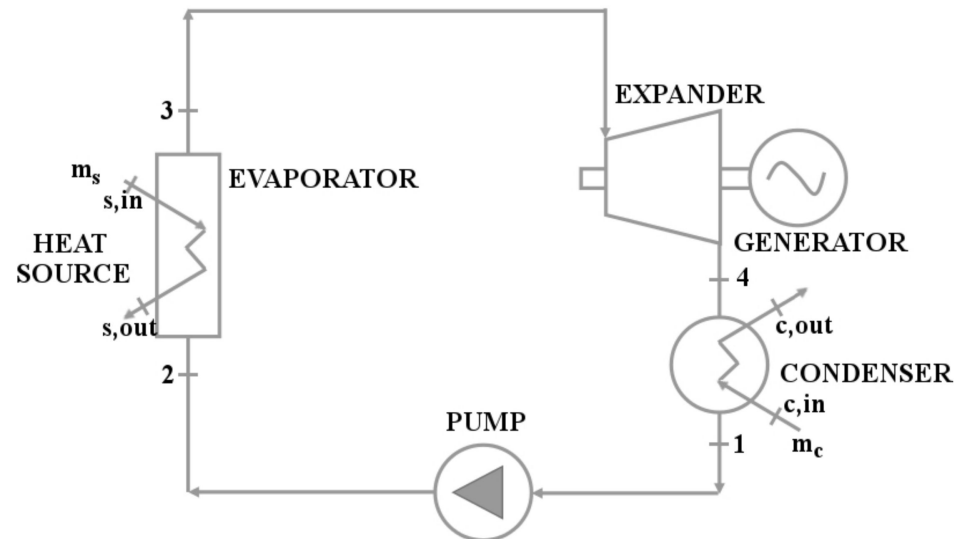 EXPANDER
3
m_s
s,in
EVAPORATOR
HEAT
SOURCE
GENERATOR
4
s,out
c,out
2
CONDENSER
c,in
PUMP
1
m_c